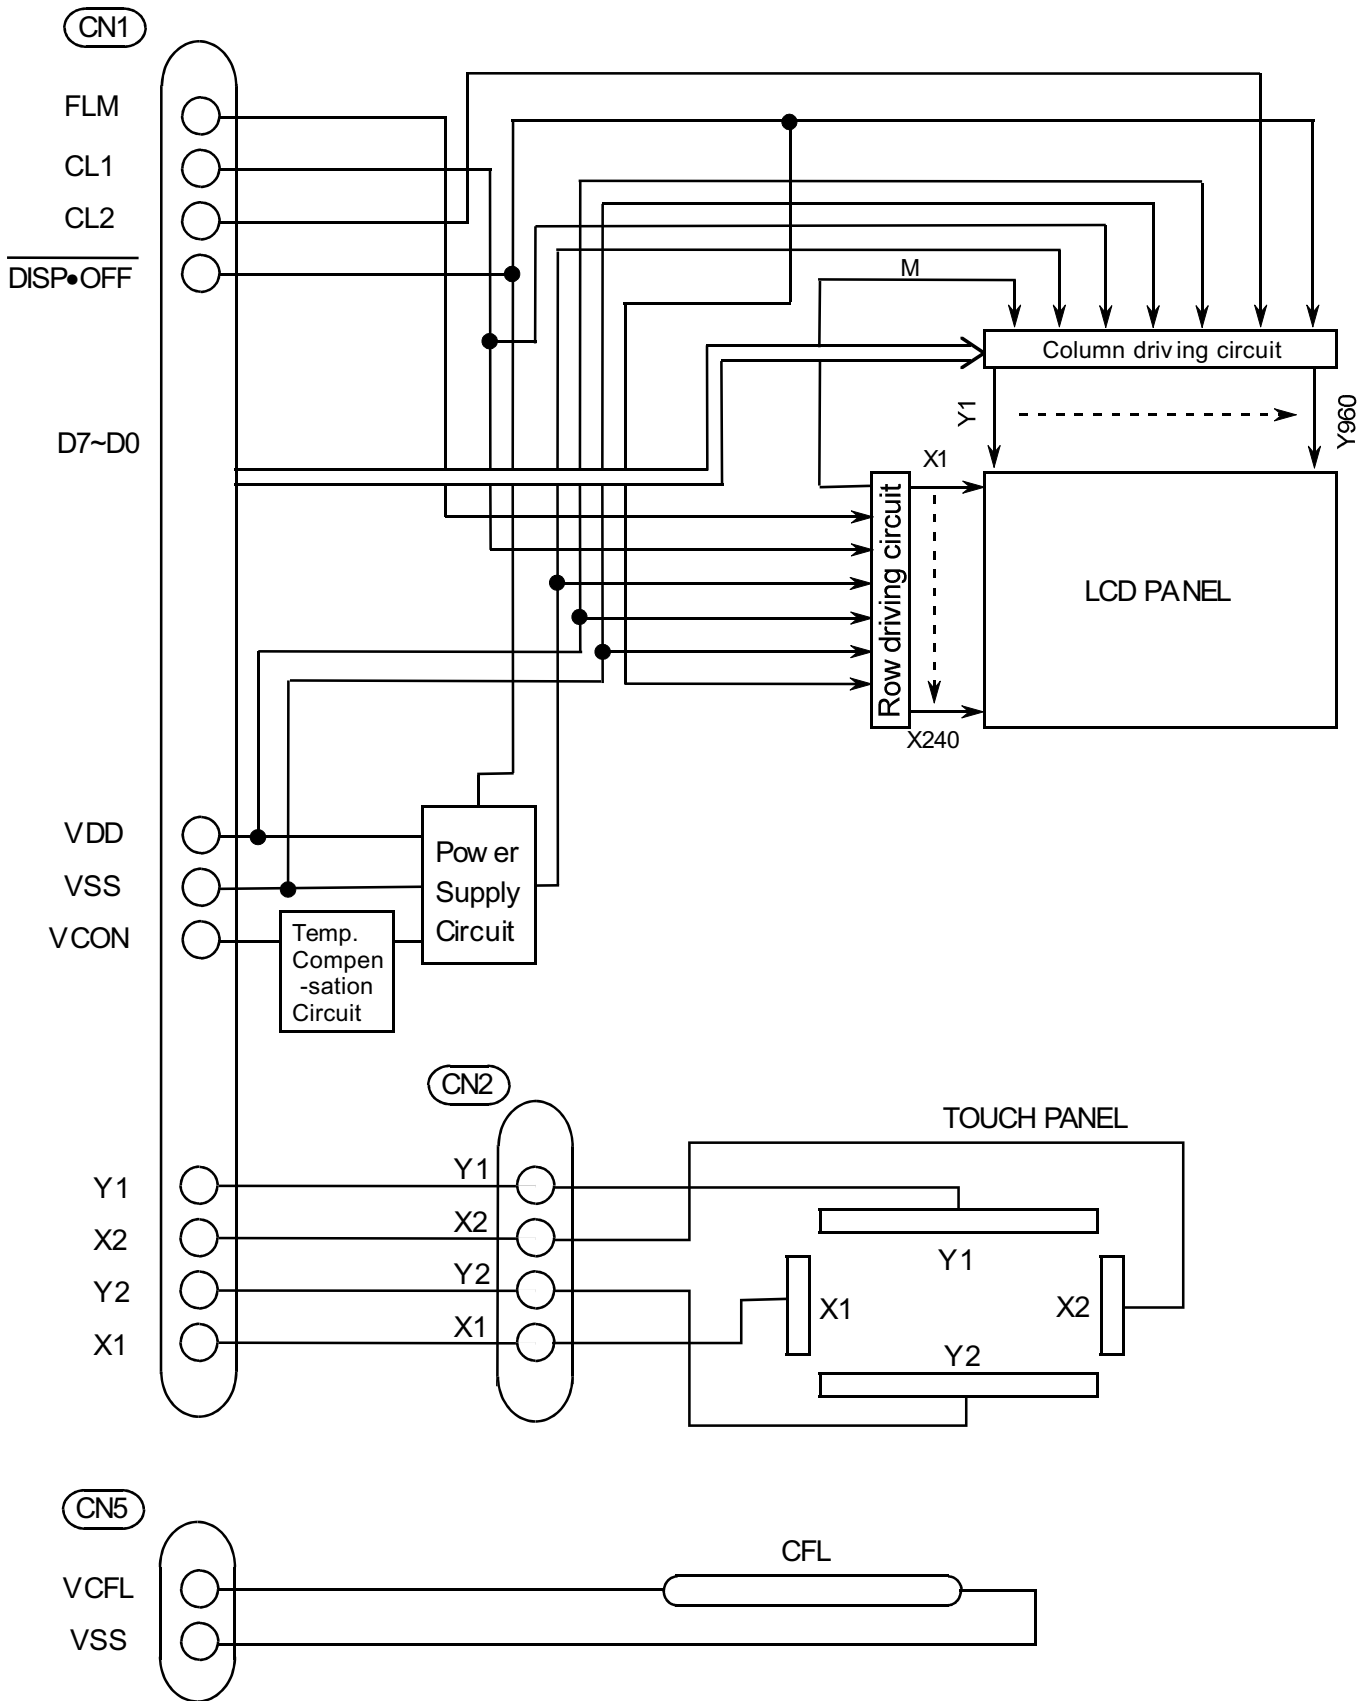 CN1
FLM
CL1
CL2
DISP•OFF
M
Column driving circuit
Y1
Y960
D7~D0
X1
Row driving circuit
LCD PANEL
X240
VDD
VSS
VCON
Power
Supply
Circuit
Temp.
Compen
-sation
Circuit
CN2
TOUCH PANEL
Y1
X2
Y2
X1
Y1
X2
Y2
X1
Y1
X1
X2
Y2
CN5
CFL
VCFL
VSS